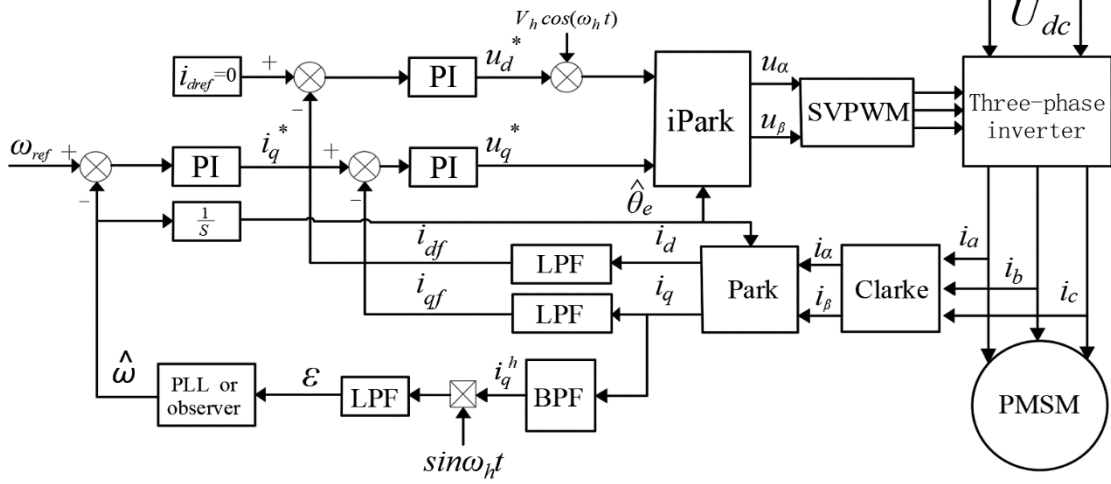 V_h cos(ω_h t)
U_dc
i_dref=0
+
−
PI
u_d^*
iPark
u_α
u_β
SVPWM
Three-phase
inverter
ω_ref
+
−
PI
i_q^*
+
−
PI
u_q^*
θ̂_e
1
S
i_df
LPF
i_d
i_qf
LPF
i_q
Park
i_α
i_β
Clarke
i_a
i_b
i_c
ω̂
PLL or
observer
ε
LPF
i_q^h
BPF
sinω_h t
PMSM